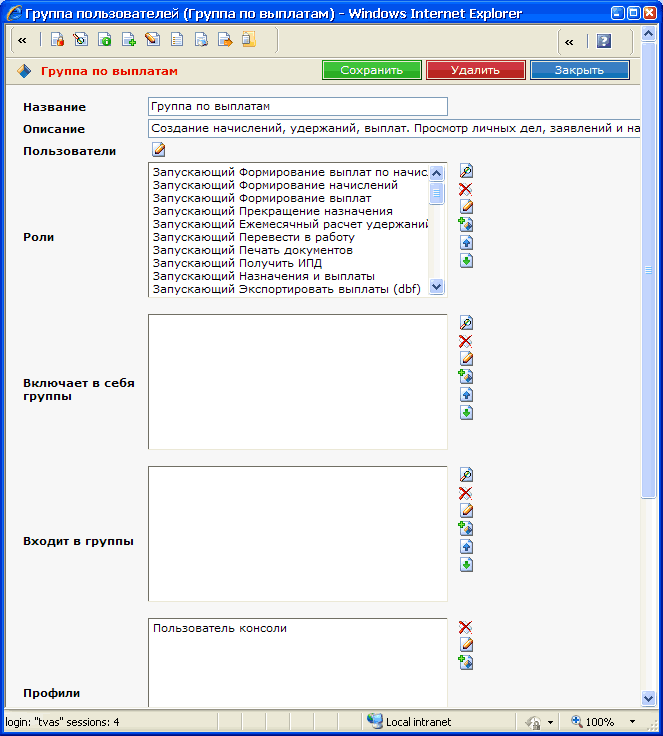 Группа пользователей (Группа по выплатам) - Windows Internet Explorer
«
«
?
Группа по выплатам
Сохранить
Удалить
Закрыть
Название
Группа по выплатам
Описание
Создание начислений, удержаний, выплат. Просмотр личных дел, заявлений и на
Пользователи
Роли
Запускающий Формирование выплат по начис
Запускающий Формирование начислений
Запускающий Формирование выплат
Запускающий Прекращение назначения
Запускающий Ежемесячный расчет удержаний
Запускающий Перевести в работу
Запускающий Печать документов
Запускающий Получить ИПД
Запускающий Назначения и выплаты
Запускающий Экспортировать выплаты (dbf)
Включает в себя
группы
Входит в группы
Профили
Пользователь консоли
login: "tvas" sessions: 4
Local intranet
100%